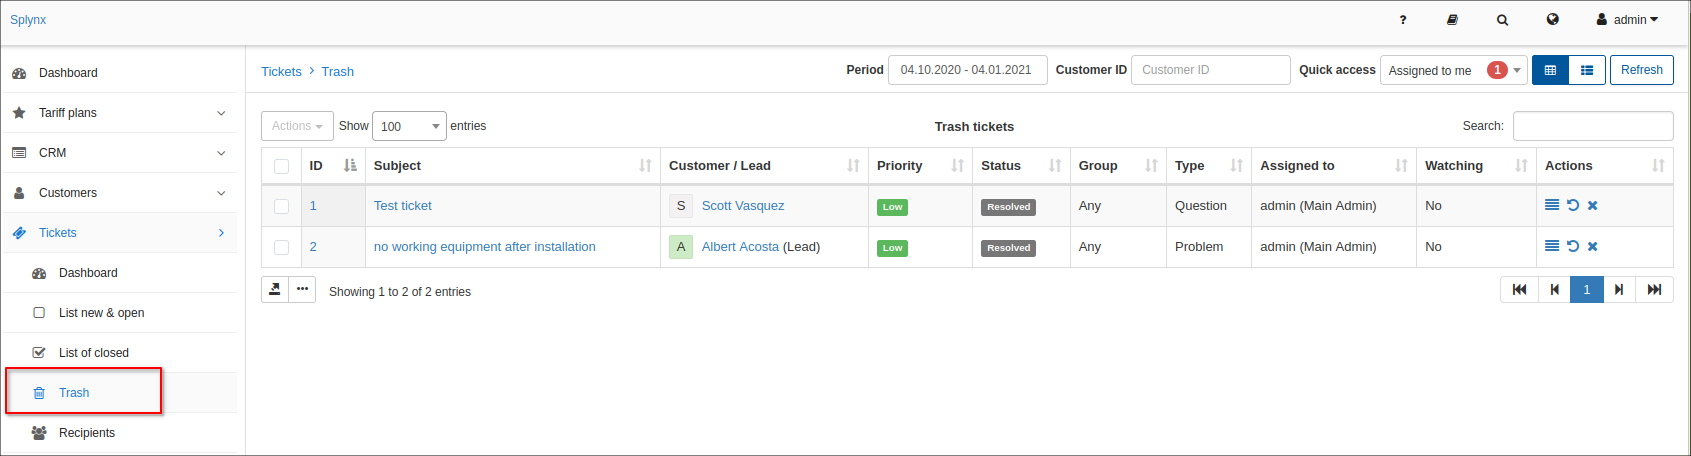 Splynx
? admin
Dashboard
Tariff plans
CRM
Customers
Tickets
Dashboard
List new & open
List of closed
Trash
Recipients
Tickets > Trash
Period 04.10.2020 - 04.01.2021 Customer ID Customer ID Quick access Assigned to me 1 Refresh
Actions Show 100 entries Trash tickets Search:
ID Subject Customer / Lead Priority Status Group Type Assigned to Watching Actions
1 Test ticket S Scott Vasquez Low Resolved Any Question admin (Main Admin) No
2 no working equipment after installation A Albert Acosta (Lead) Low Resolved Any Problem admin (Main Admin) No
Showing 1 to 2 of 2 entries 1